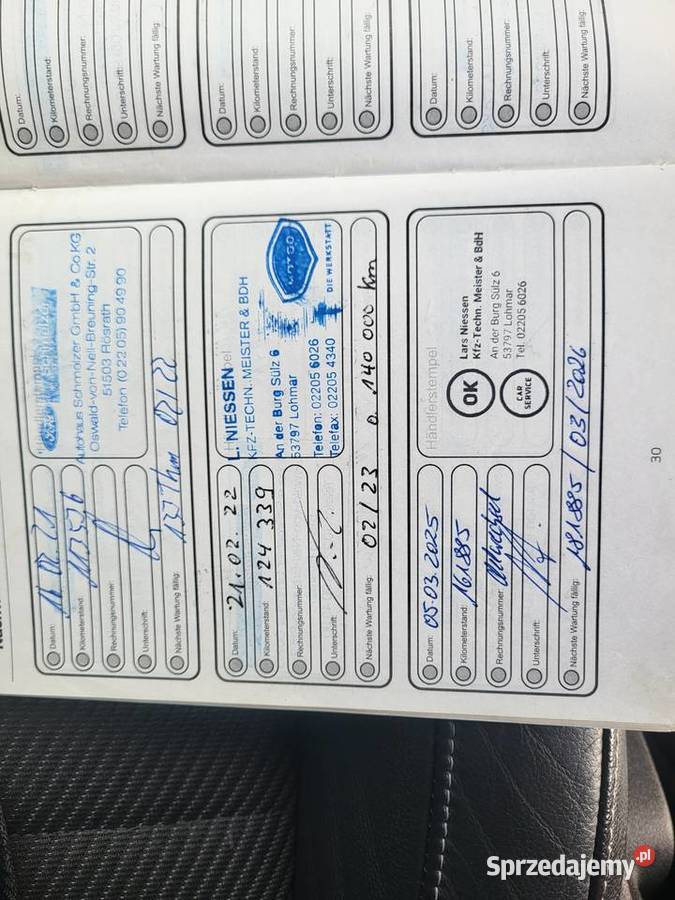 Datum:
Kilometerstand:
Rechnungsnummer:
Unterschrift:
Nächste Wartung fällig:
Datum:
Kilometerstand:
Rechnungsnummer:
Unterschrift:
Nächste Wartung fällig:
Datum:
Kilometerstand:
Rechnungsnummer:
Unterschrift:
Nächste Wartung fällig:
Autohaus Schmolzer GmbH & Co.KG
Oswald-von-Nell-Breuning-Str. 2
51503 Rösrath
Telefon (0 22 05) 90 49 90
Datum:
Kilometerstand:
Rechnungsnummer:
Unterschrift:
Nächste Wartung fällig: 02/22
L. NIESSEN
KFZ-TECHN. MEISTER & BDH
An der Burg Sülz 6
53797 Lohmar
Telefon: 02205 6026
Telefax: 02205 4340
DIE WERKSTATT
Datum: 21.02.22
Kilometerstand: 124 339
Rechnungsnummer:
Unterschrift:
Nächste Wartung fällig: 02/23 o. 140 000 km
Händlerstempel
OK
CAR SERVICE
Lars Niessen
Kfz-Techn. Meister & BdH
An der Burg Sülz 6
53797 Lohmar
Tel. 02205 6026
Datum: 05.03.2025
Kilometerstand: 161.885
Rechnungsnummer:
Unterschrift:
Nächste Wartung fällig: 181.885/03/2026
30
Sprzedajemy.pl